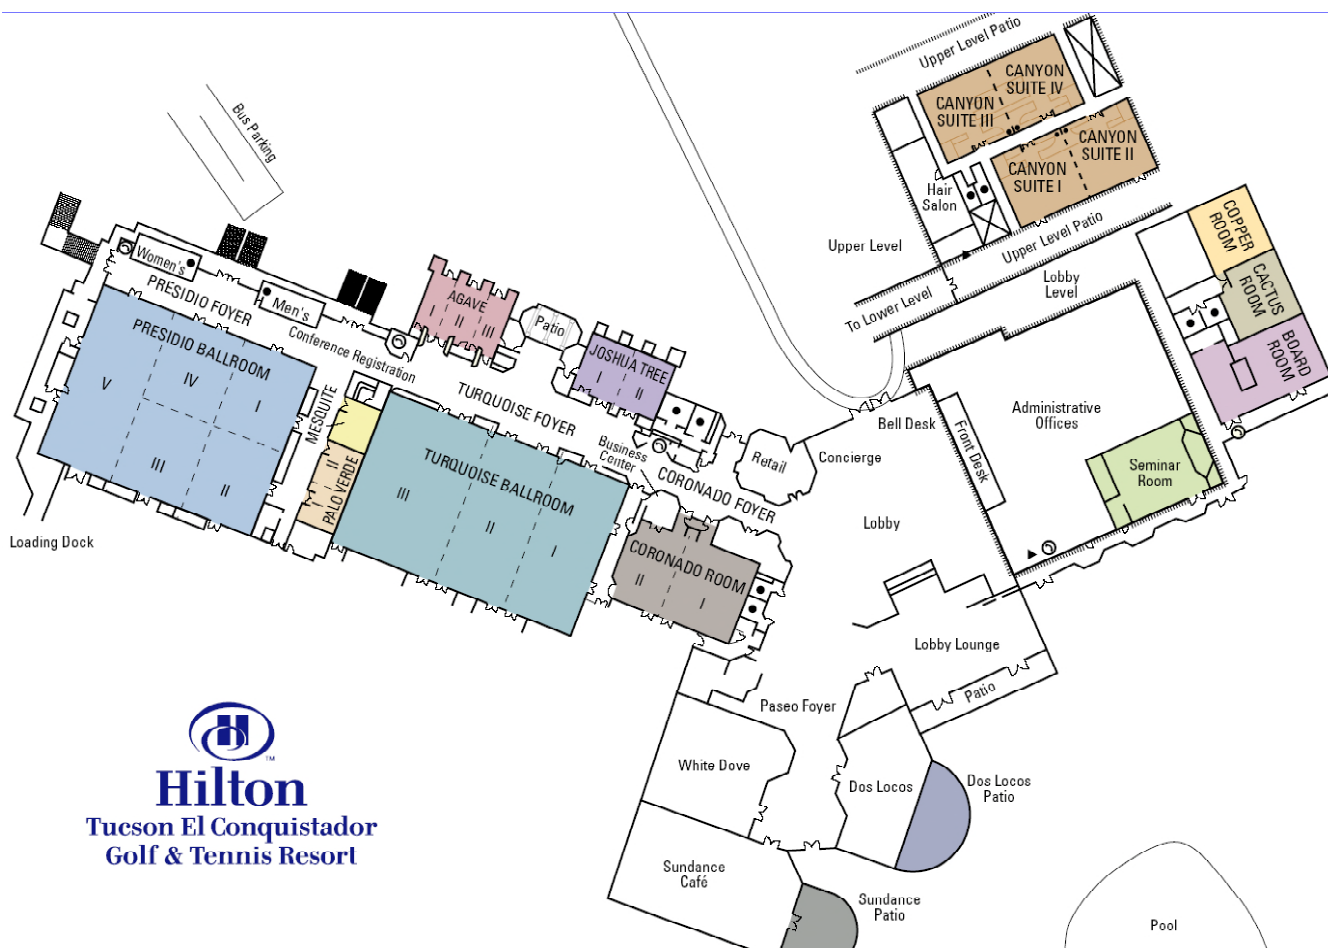 Upper Level Patio
CANYON
SUITE IV
CANYON
SUITE III
CANYON
SUITE II
CANYON
SUITE I
Hair
Salon
Upper Level
Upper Level Patio
To Lower Level
Lobby
Level
COPPER
ROOM
CACTUS
ROOM
BOARD
ROOM
Bus Parking
Women's
Men's
PRESIDIO FOYER
Conference Registration
PRESIDIO BALLROOM
V
IV
I
III
II
MESQUITE
II
I
PALO VERDE
Loading Dock
AGAVE
I
II
III
Patio
JOSHUA TREE
I
II
TURQUOISE FOYER
Business
Center
TURQUOISE BALLROOM
III
II
I
CORONADO FOYER
CORONADO ROOM
II
I
Retail
Concierge
Bell Desk
Front Desk
Lobby
Administrative
Offices
Seminar
Room
Lobby Lounge
Patio
Paseo Foyer
White Dove
Dos Locos
Dos Locos
Patio
Sundance
Café
Sundance
Patio
Pool
H
TM
Hilton
Tucson El Conquistador
Golf & Tennis Resort